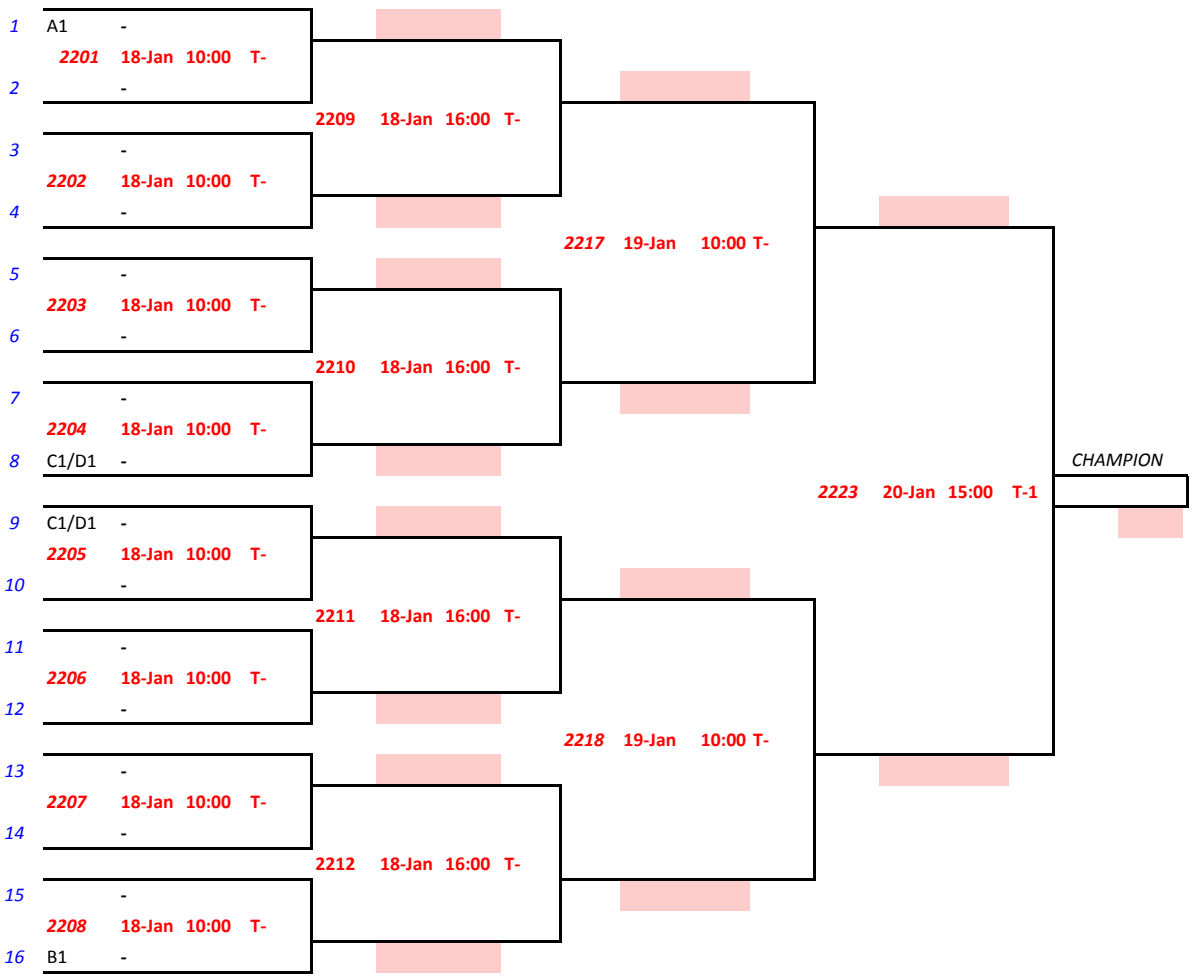 1 A1 -
2201 18-Jan 10:00 T-
2 -
2209 18-Jan 16:00 T-
3 -
2202 18-Jan 10:00 T-
4 -
2217 19-Jan 10:00 T-
5 -
2203 18-Jan 10:00 T-
6 -
2210 18-Jan 16:00 T-
7 -
2204 18-Jan 10:00 T-
8 C1/D1 -
CHAMPION
2223 20-Jan 15:00 T-1
9 C1/D1 -
2205 18-Jan 10:00 T-
10 -
2211 18-Jan 16:00 T-
11 -
2206 18-Jan 10:00 T-
12 -
2218 19-Jan 10:00 T-
13 -
2207 18-Jan 10:00 T-
14 -
2212 18-Jan 16:00 T-
15 -
2208 18-Jan 10:00 T-
16 B1 -